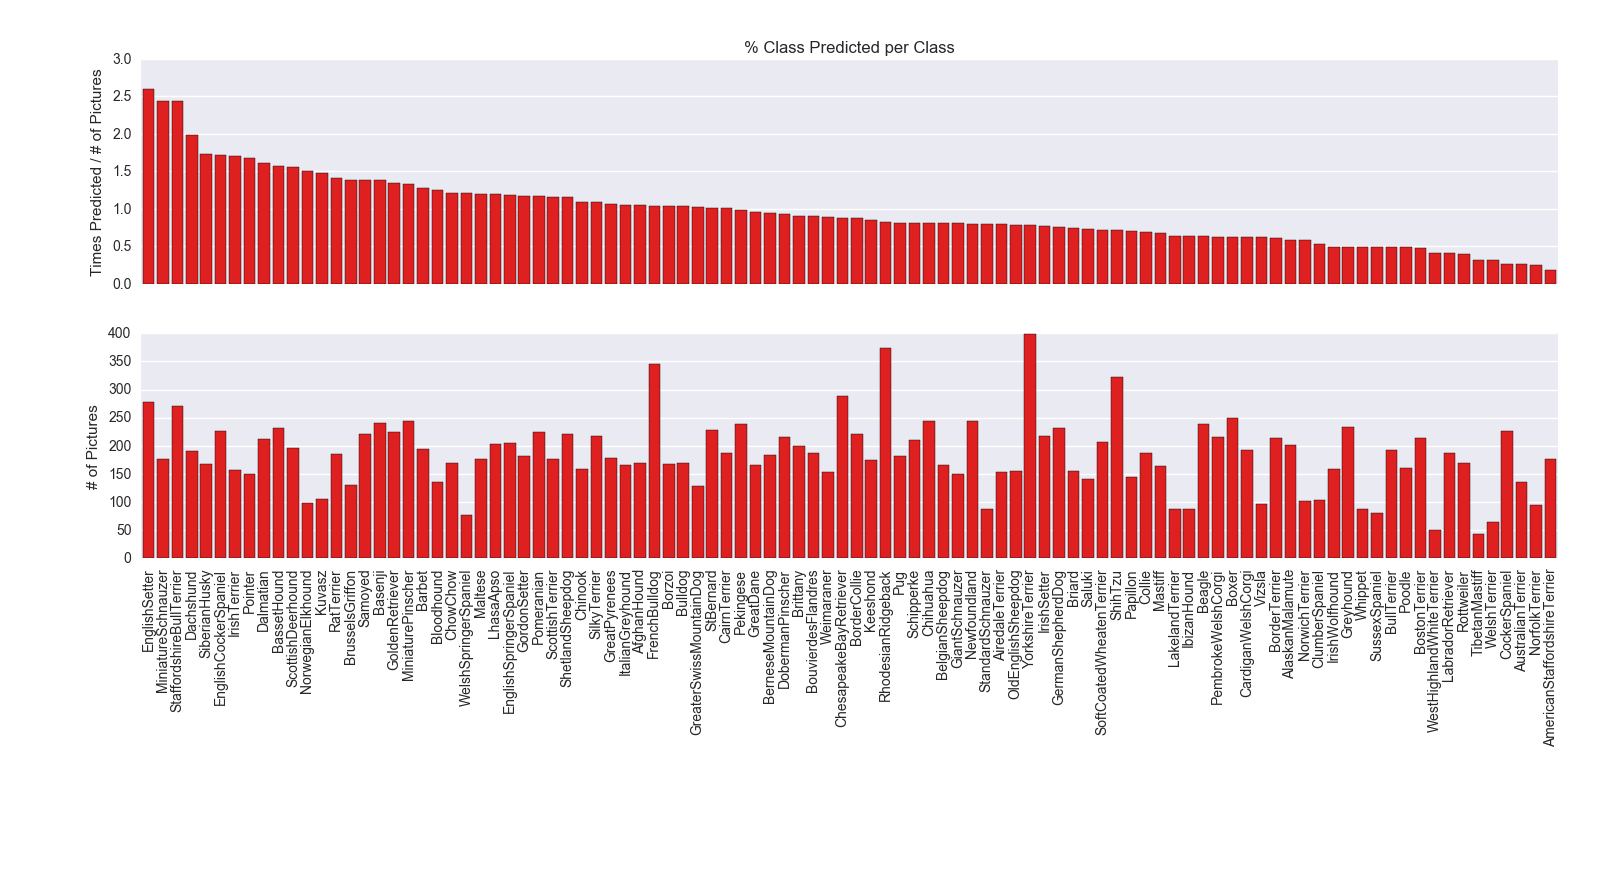 % Class Predicted per Class
Times Predicted / # of Pictures
3.0
2.5
2.0
1.5
1.0
0.5
0.0
# of Pictures
400
350
300
250
200
150
100
50
0
EnglishSetter
MiniatureSchnauzer
StaffordshireBullTerrier
Dachshund
SiberianHusky
EnglishCockerSpaniel
IrishTerrier
Pointer
Dalmatian
BassetHound
ScottishDeerhound
NorwegianElkhound
Kuvasz
RatTerrier
BrusselsGriffon
Samoyed
Basenji
GoldenRetriever
MiniaturePinscher
Barbet
Bloodhound
ChowChow
WelshSpringerSpaniel
Maltese
LhasaApso
EnglishSpringerSpaniel
GordonSetter
Pomeranian
ScottishTerrier
ShetlandSheepdog
Chinook
SilkyTerrier
GreatPyrenees
ItalianGreyhound
AfghanHound
FrenchBulldog
Borzoi
Bulldog
GreaterSwissMountainDog
StBernard
CairnTerrier
Pekingese
GreatDane
BerneseMountainDog
DobermanPinscher
Brittany
BouvierdesFlandres
Weimaraner
ChesapeakeBayRetriever
BorderCollie
Keeshond
RhodesianRidgeback
Pug
Schipperke
Chihuahua
BelgianSheepdog
GiantSchnauzer
Newfoundland
StandardSchnauzer
AiredaleTerrier
OldEnglishSheepdog
YorkshireTerrier
IrishSetter
GermanShepherdDog
Briard
Saluki
SoftCoatedWheatenTerrier
ShihTzu
Papillon
Collie
Mastiff
LakelandTerrier
IbizanHound
Beagle
PembrokeWelshCorgi
Boxer
CardiganWelshCorgi
Vizsla
BorderTerrier
AlaskanMalamute
NorwichTerrier
ClumberSpaniel
IrishWolfhound
Greyhound
Whippet
SussexSpaniel
BullTerrier
Poodle
BostonTerrier
WestHighlandWhiteTerrier
LabradorRetriever
Rottweiler
TibetanMastiff
WelshTerrier
CockerSpaniel
AustralianTerrier
NorfolkTerrier
AmericanStaffordshireTerrier